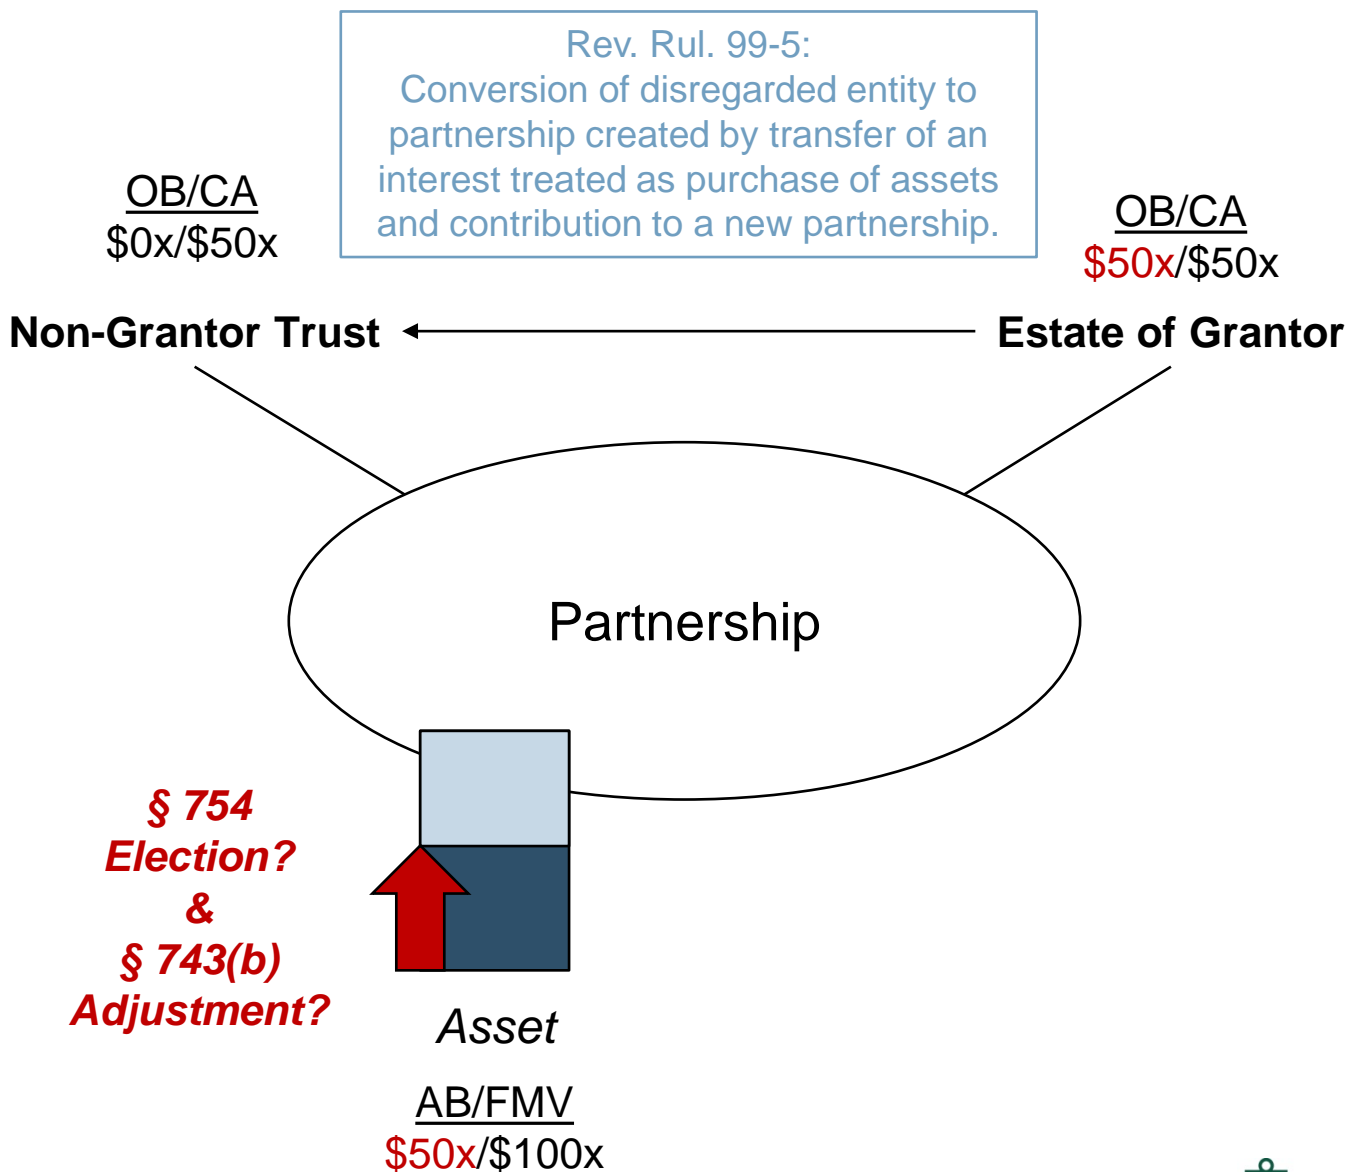 Rev. Rul. 99-5:
Conversion of disregarded entity to
partnership created by transfer of an
interest treated as purchase of assets
and contribution to a new partnership.
OB/CA
$0x/$50x
OB/CA
$50x/$50x
Non-Grantor Trust
Estate of Grantor
Partnership
§ 754
Election?
&
§ 743(b)
Adjustment?
Asset
AB/FMV
$50x/$100x